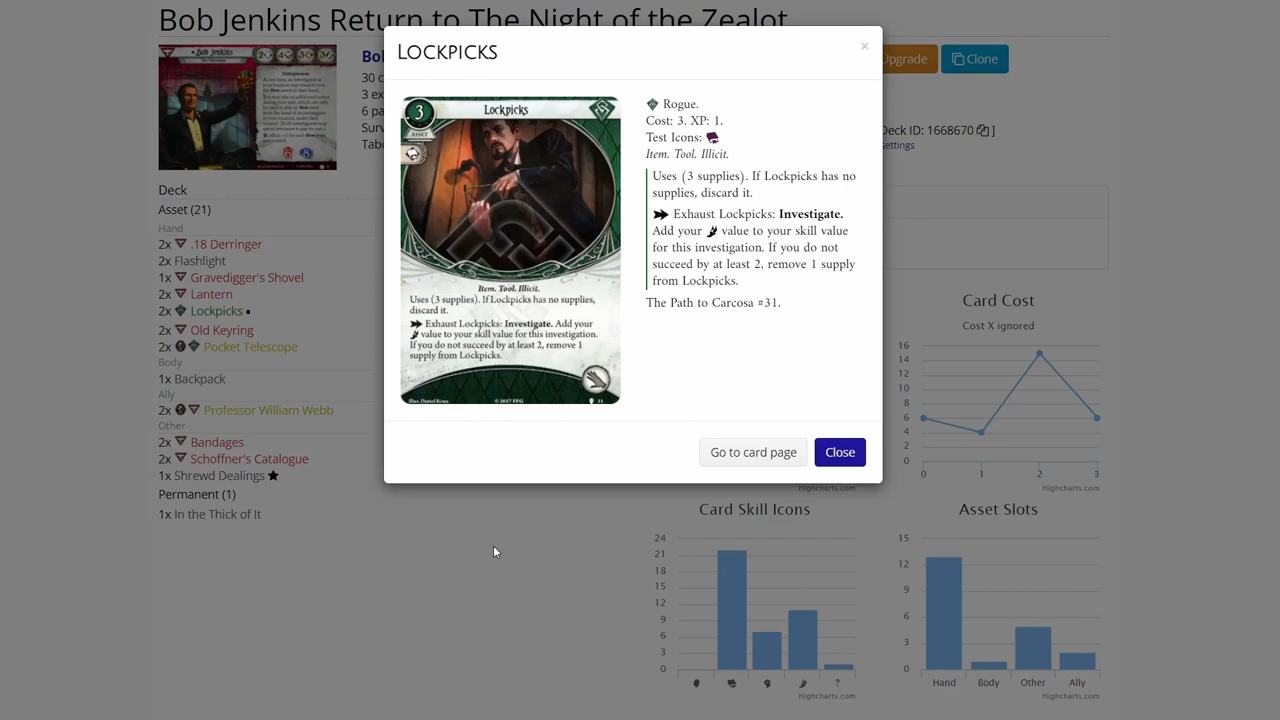 Bob Jenkins Return to The Night of the Zealot
Bob Jenkins
Upgrade
Clone
Deck ID: 1668670
]
settings
Deck
Asset (21)
Hand
2x .18 Derringer
2x Flashlight
1x Gravedigger's Shovel
2x Lantern
2x Lockpicks •
2x Old Keyring
2x Pocket Telescope
Body
1x Backpack
Ally
2x Professor William Webb
Other
2x Bandages
2x Schoffner's Catalogue
1x Shrewd Dealings ★
Permanent (1)
1x In the Thick of It
LOCKPICKS
×
3
Lockpicks
ASSET
Item. Tool. Illicit.
Uses (3 supplies). If Lockpicks has no supplies,
discard it.
Exhaust Lockpicks: Investigate. Add your
value to your skill value for this investigation.
If you do not succeed by at least 2, remove 1
supply from Lockpicks.
© 2017 FFG
31
Rogue.
Cost: 3. XP: 1.
Test Icons:
Item. Tool. Illicit.
Uses (3 supplies). If Lockpicks has no
supplies, discard it.
Exhaust Lockpicks: Investigate.
Add your value to your skill value
for this investigation. If you do not
succeed by at least 2, remove 1 supply
from Lockpicks.
The Path to Carcosa #31.
Go to card page
Close
Card Cost
Cost X ignored
16
14
12
10
8
6
4
2
0
0 1 2 3
Highcharts.com
Highcharts.com
Card Skill Icons
24
21
18
15
12
9
6
3
0
?
Highcharts.com
Asset Slots
15
12
9
6
3
0
Hand Body Other Ally
Highcharts.com